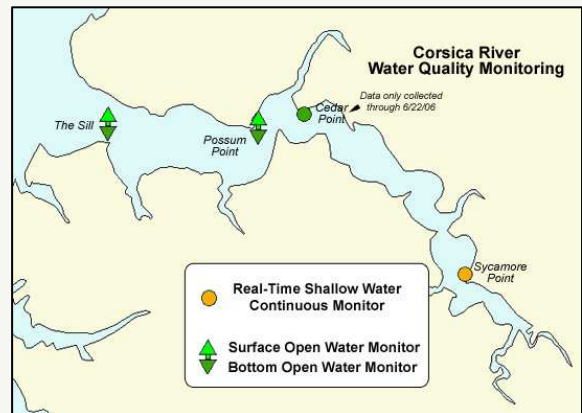 Corsica River
Water Quality Monitoring
Data only collected
through 6/22/06
Cedar
Point
The Sill
Possum
Point
Sycamore
Point
Real-Time Shallow Water
Continuous Monitor
Surface Open Water Monitor
Bottom Open Water Monitor